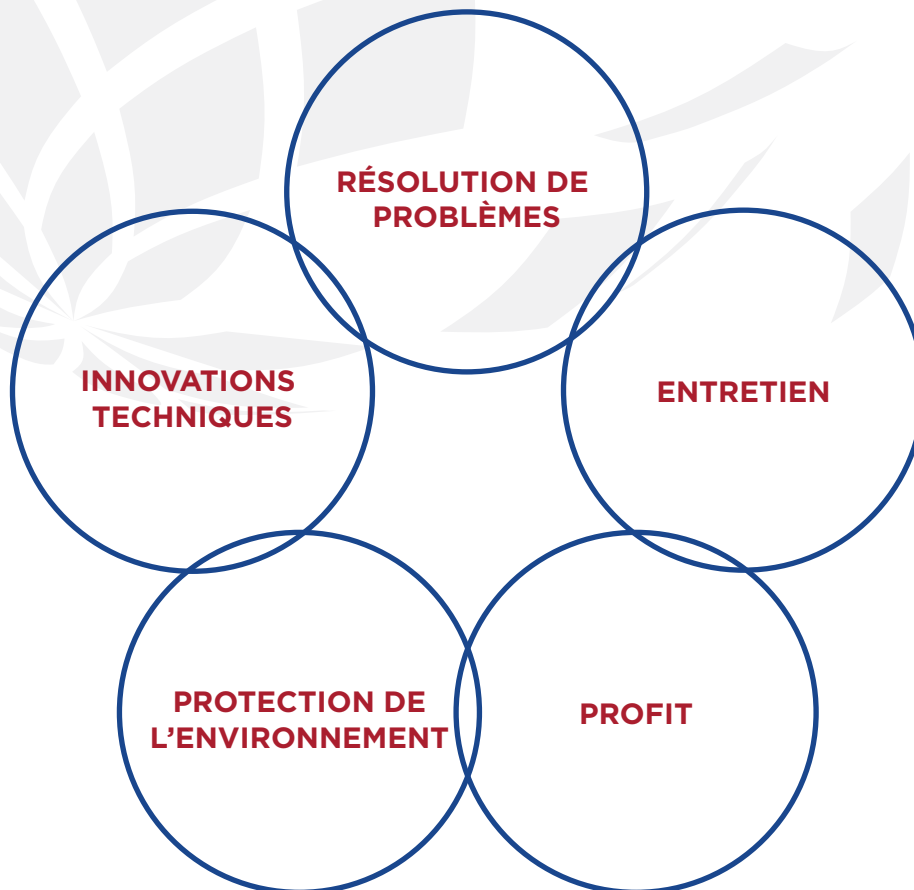 RÉSOLUTION DE
PROBLÈMES
INNOVATIONS
TECHNIQUES
ENTRETIEN
PROTECTION DE
L’ENVIRONNEMENT
PROFIT